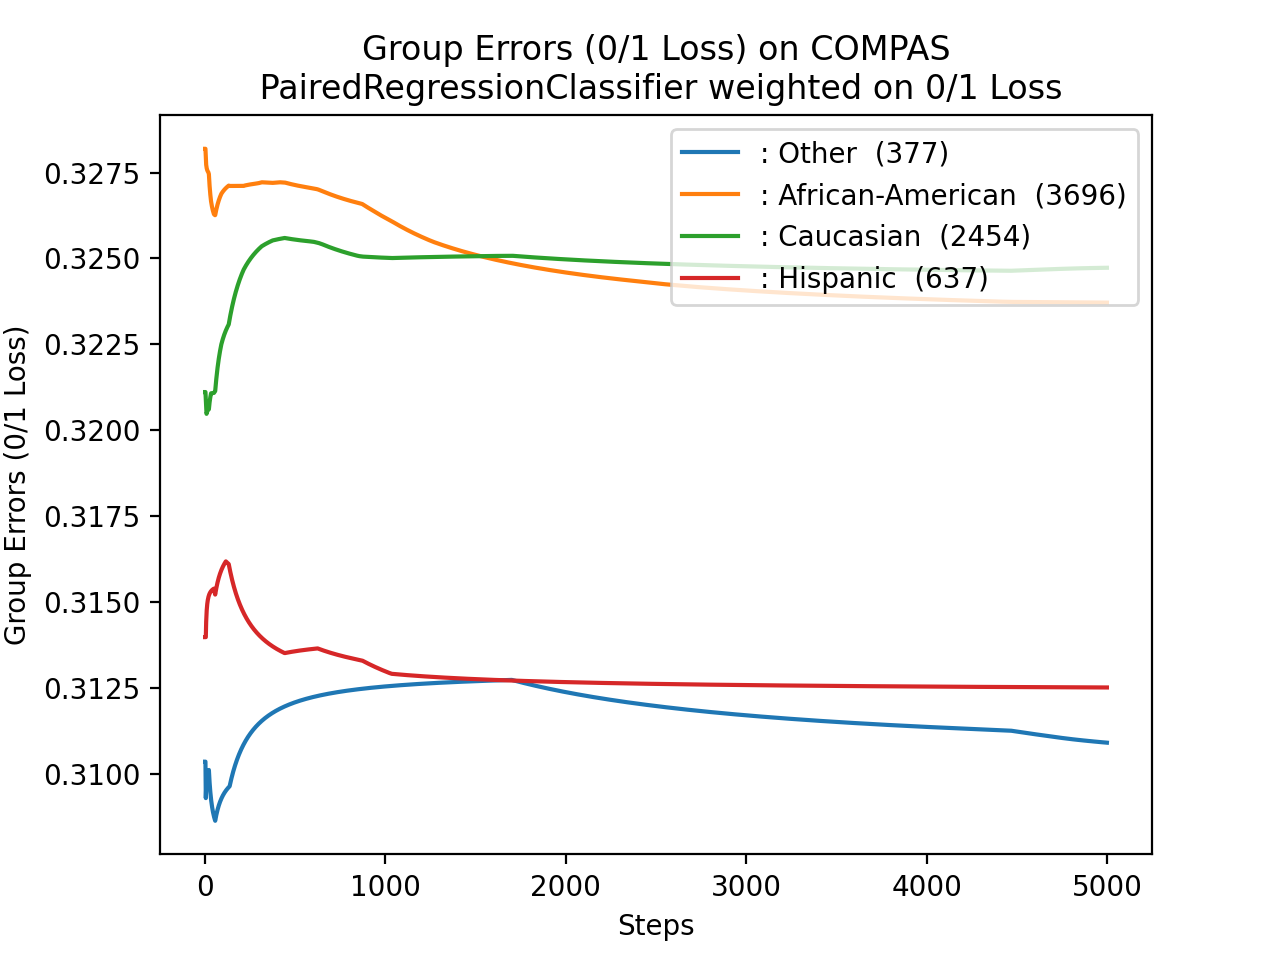 Group Errors (0/1 Loss) on COMPAS
PairedRegressionClassifier weighted on 0/1 Loss
: Other (377)
: African-American (3696)
: Caucasian (2454)
: Hispanic (637)
Group Errors (0/1 Loss)
0.3275
0.3250
0.3225
0.3200
0.3175
0.3150
0.3125
0.3100
0 1000 2000 3000 4000 5000
Steps